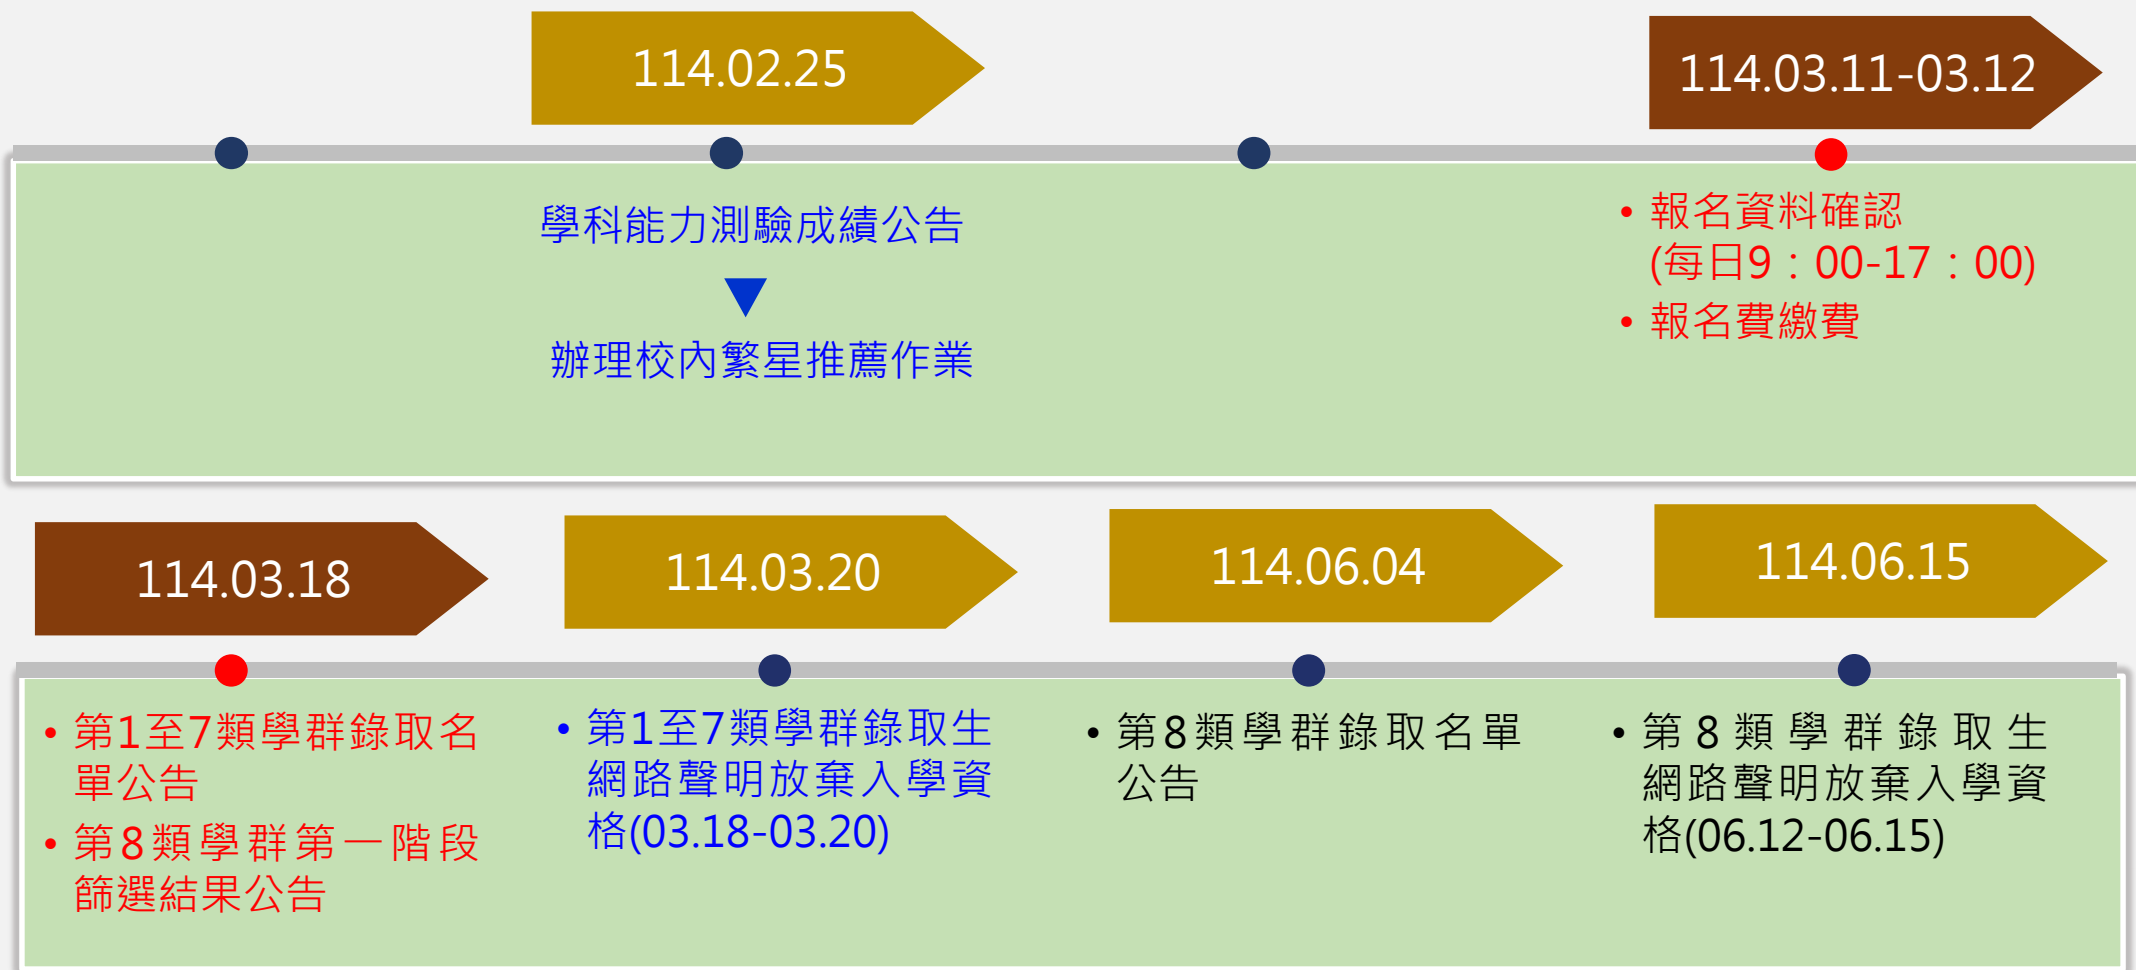 114.02.25
114.03.11-03.12
學科能力測驗成績公告
辦理校內繁星推薦作業
• 報名資料確認
(每日9：00-17：00)
• 報名費繳費
114.03.18
114.03.20
114.06.04
114.06.15
• 第1至7類學群錄取名
單公告
• 第8類學群第一階段
篩選結果公告
• 第1至7類學群錄取生
網路聲明放棄入學資
格(03.18-03.20)
• 第8類學群錄取名單
公告
• 第8類學群錄取生
網路聲明放棄入學資
格(06.12-06.15)